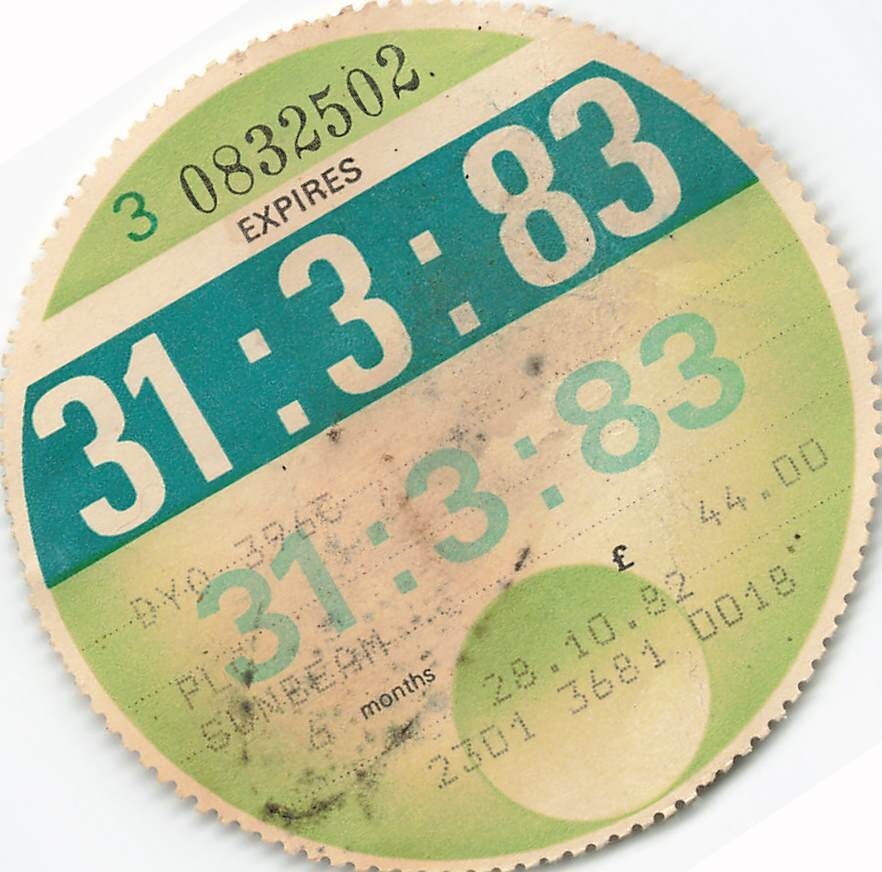 3 0832502.
EXPIRES
31:3:83
31:3:83
£ 44.00
SUNBEAM
6 months
28.10.82
2301 3681 0018